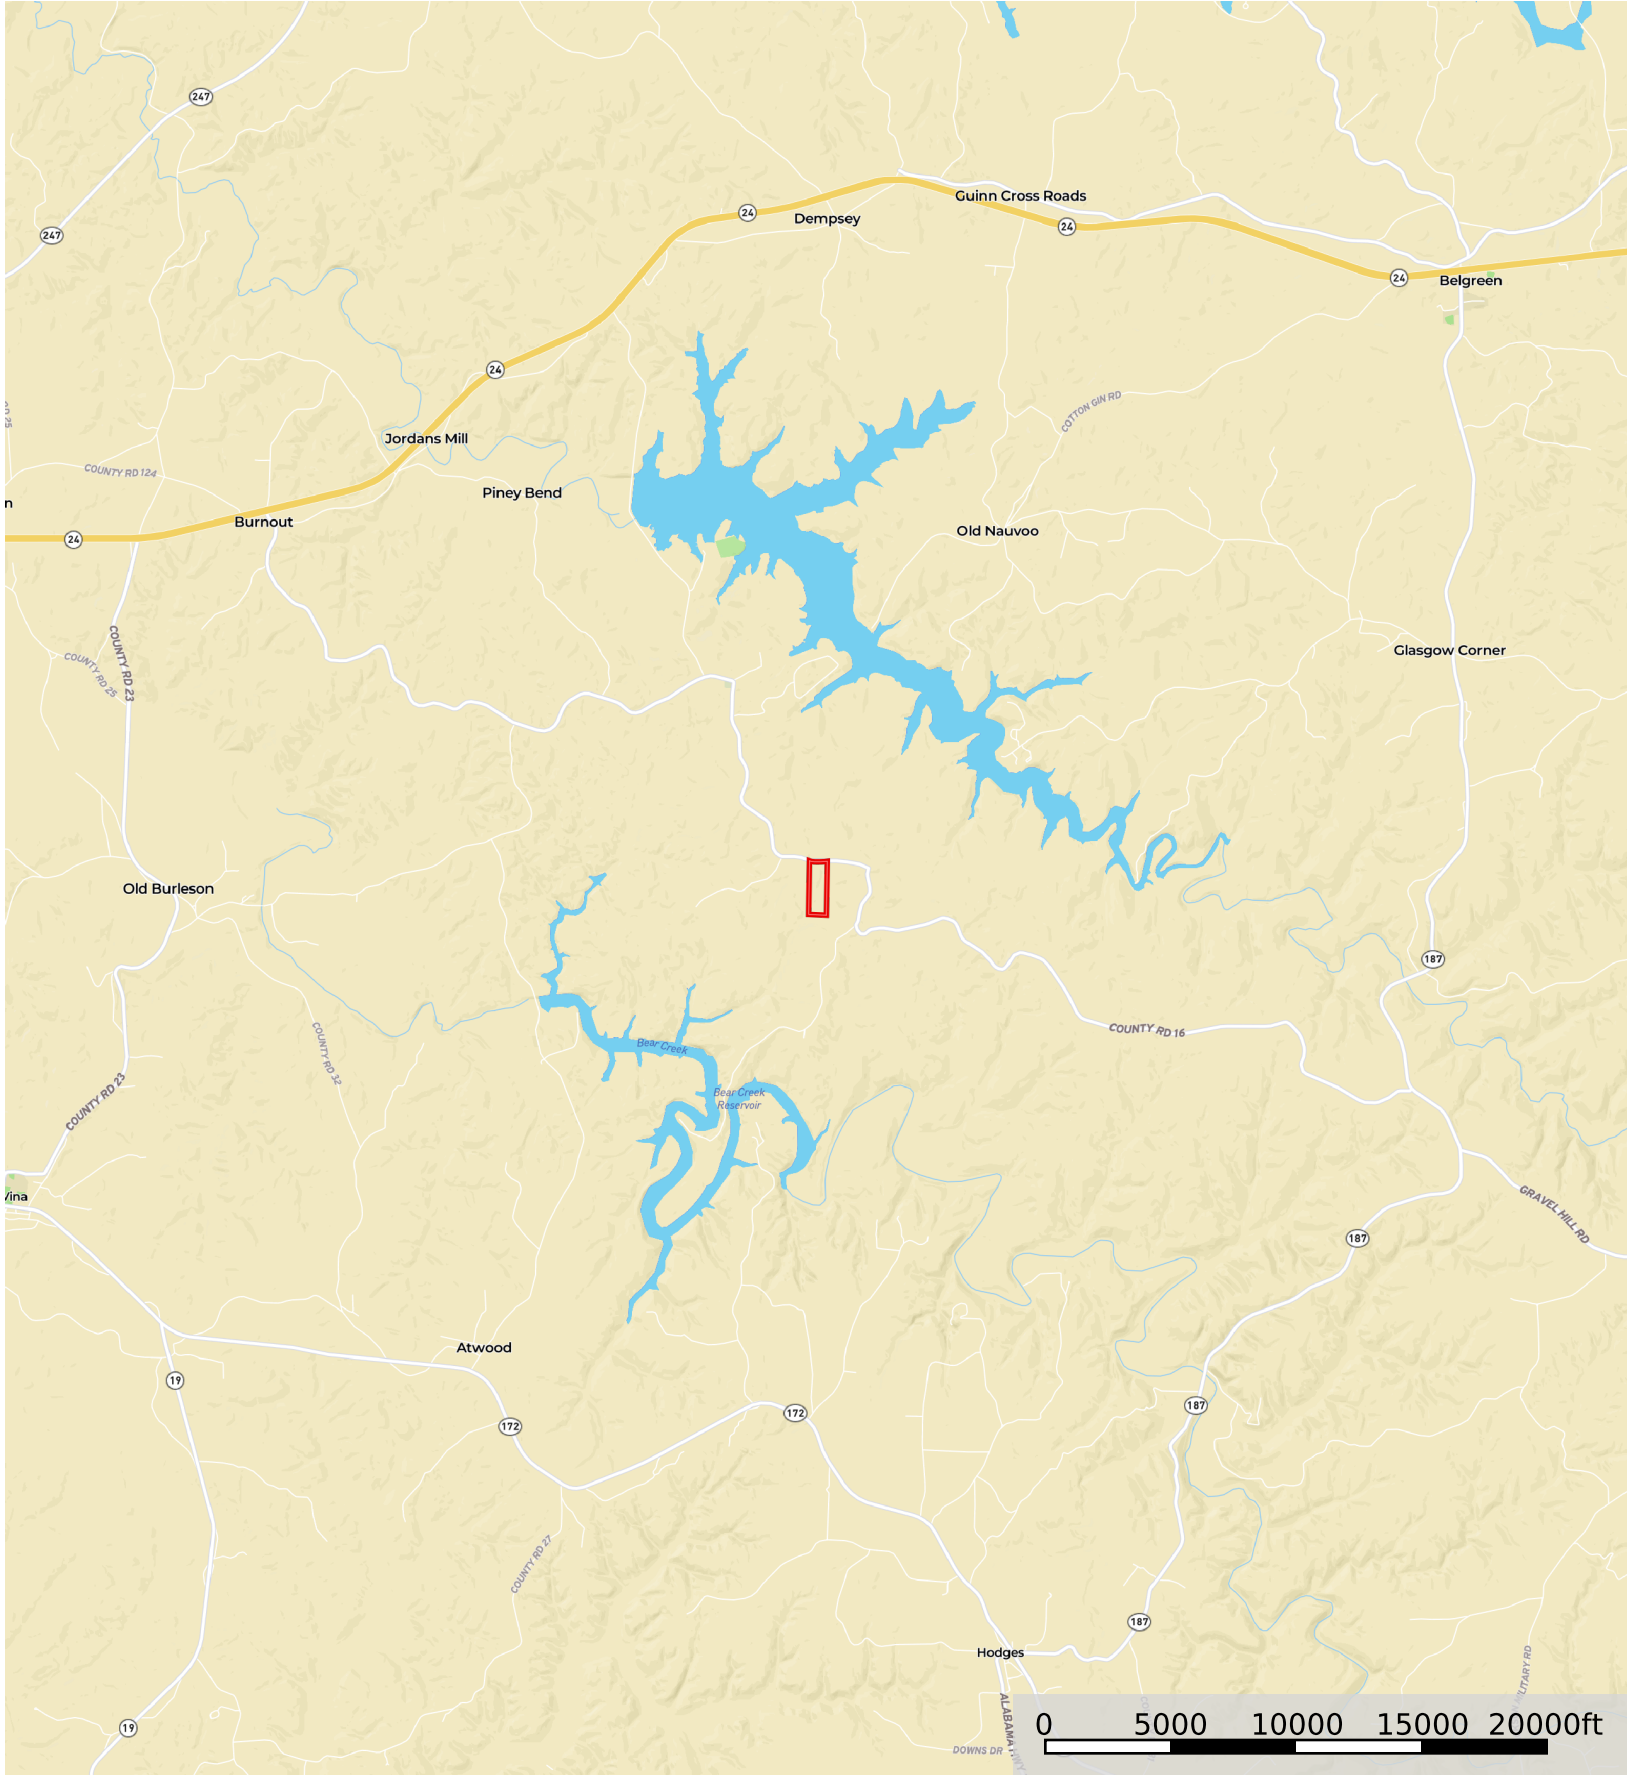 247
Guinn Cross Roads
24
Dempsey
24
247
24
Belgreen
24
COTTON GIN RD
Jordans Mill
COUNTY RD 124
Piney Bend
n
Burnout
Old Nauvoo
24
COUNTY RD 23
COUNTY RD 25
Glasgow Corner
Old Burleson
187
COUNTY RD 32
COUNTY RD 16
Bear Creek
COUNTY RD 23
Bear Creek
Reservoir
Vina
GRAVEL HILL RD
187
Atwood
19
172
172
187
COUNTY RD 27
187
Hodges
ALABAMA HWY
19
DOWNS DR
0 5000 10000 15000 20000ft